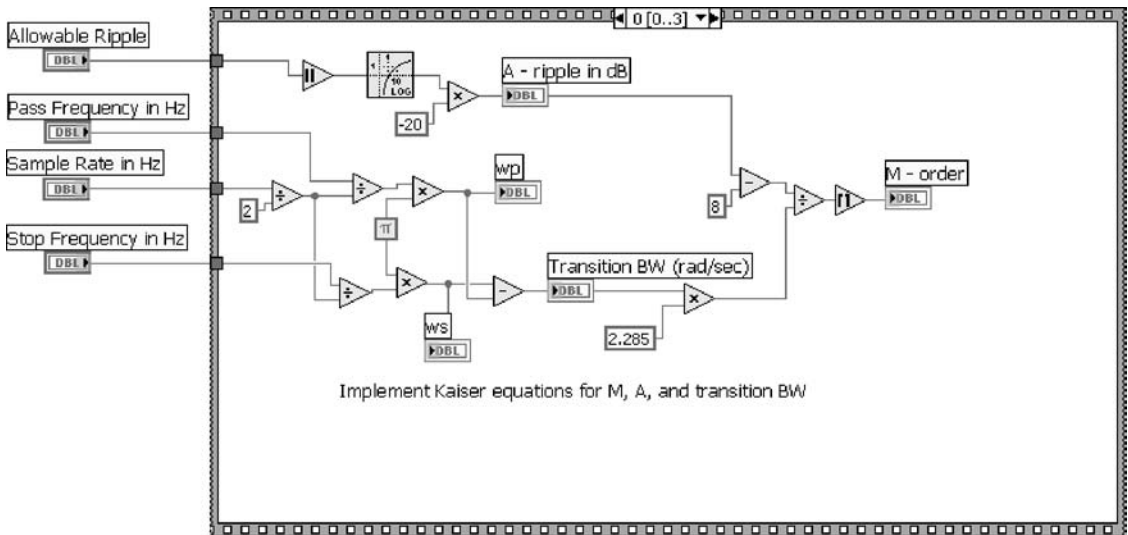 0 [0..3]
Allowable Ripple
DBL
1
1
10
LOG
A - ripple in dB
DBL
-20
Pass Frequency in Hz
DBL
Sample Rate in Hz
DBL
2
wp
DBL
π
M - order
DBL
8
Stop Frequency in Hz
DBL
Transition BW (rad/sec)
DBL
ws
DBL
2.285
Implement Kaiser equations for M, A, and transition BW